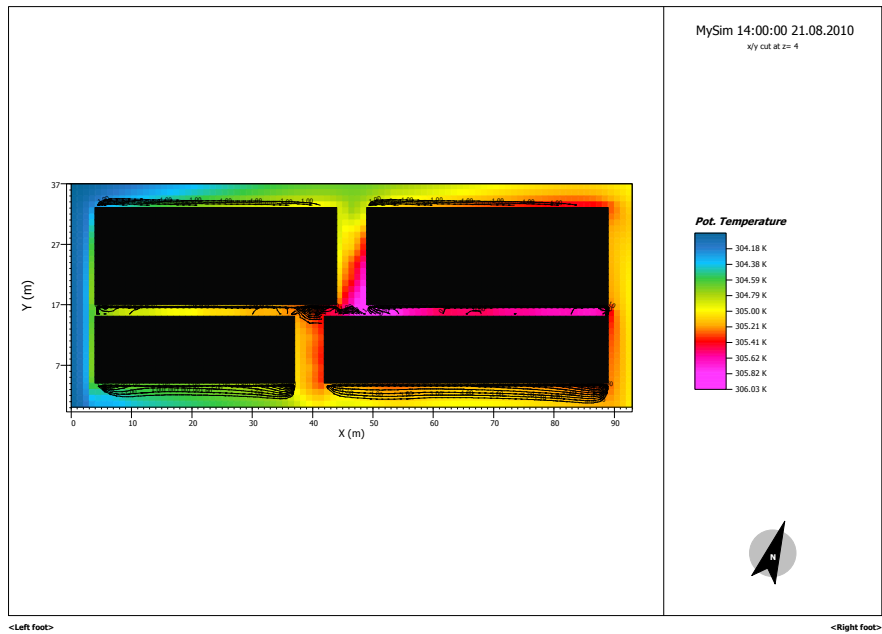 MySim 14:00:00 21.08.2010
x/y cut at z= 4
37
27
17
7
Y (m)
0 10 20 30 40 50 60 70 80 90
X (m)
Pot. Temperature
304.18 K
304.38 K
304.59 K
304.79 K
305.00 K
305.21 K
305.41 K
305.62 K
305.82 K
306.03 K
N
<Left foot>
<Right foot>